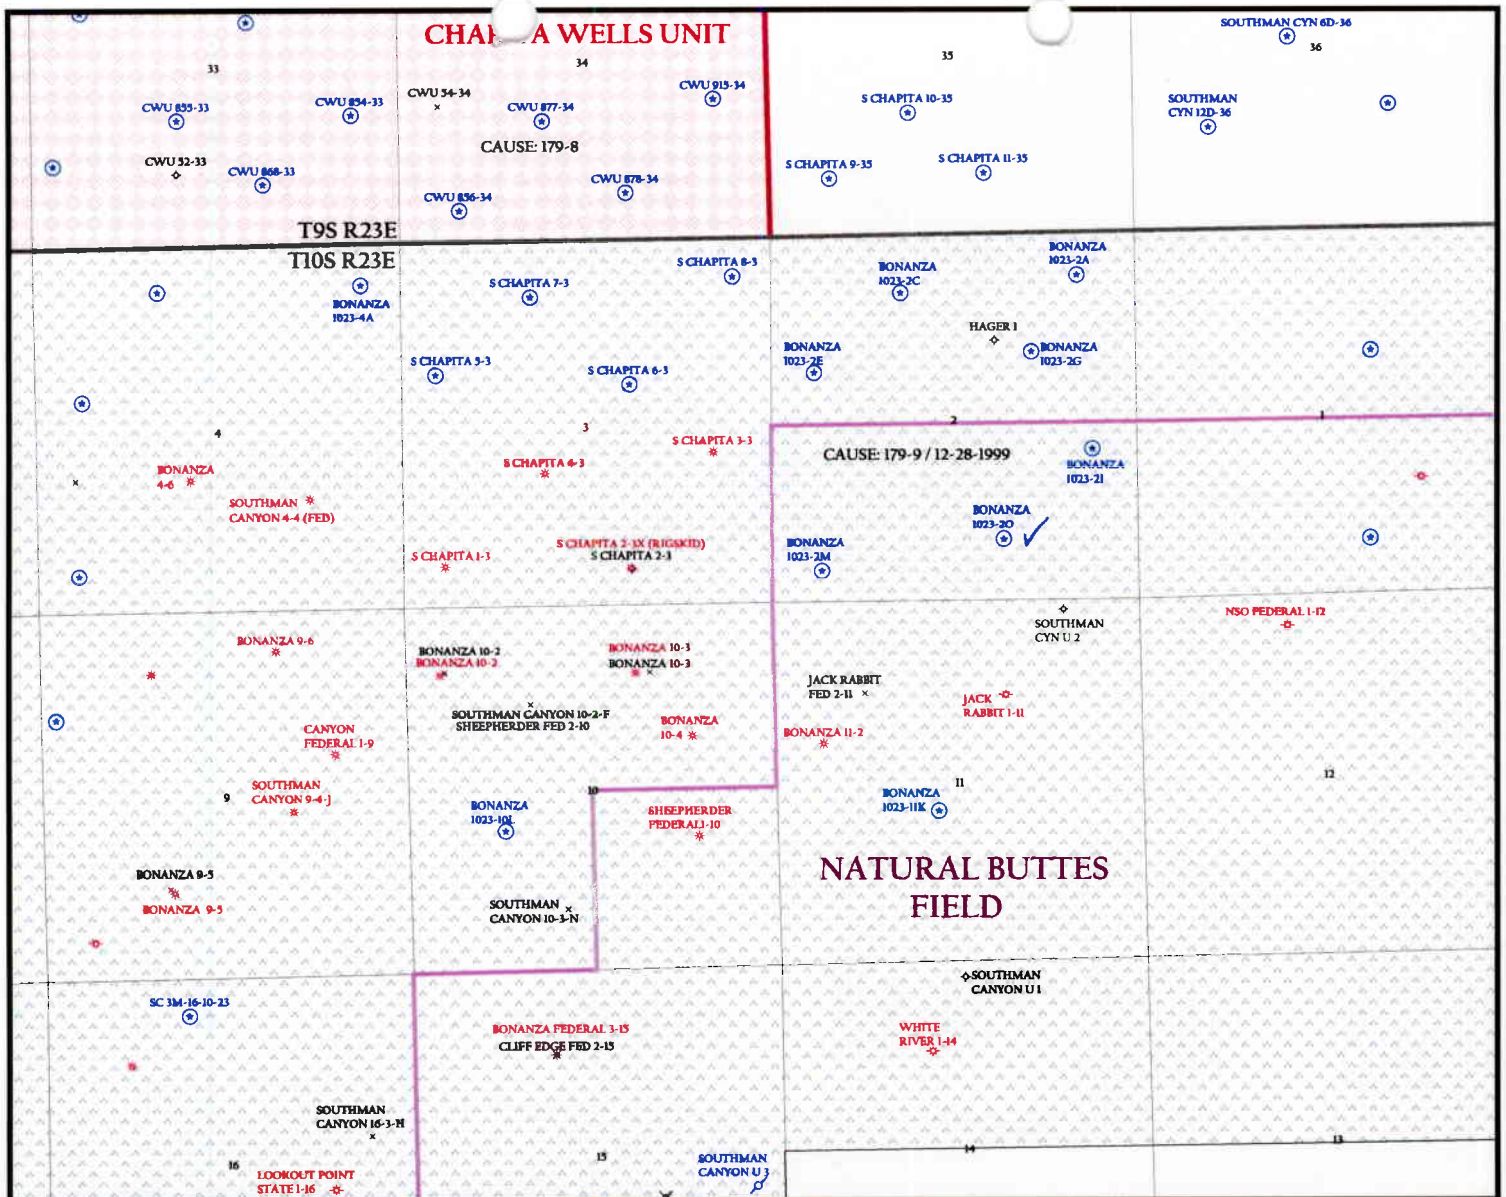 CHAP A WELLS UNIT
SOUTHMAN CYN 6D-36
33
34
35
36
CWU 915-34
CWU 54-34
S CHAPITA 10-35
SOUTHMAN
CYN 12D-36
CWU 855-33
CWU 854-33
CWU 877-34
CAUSE: 179-8
CWU 52-33
CWU 868-33
CWU 878-34
S CHAPITA 9-35
S CHAPITA 11-35
CWU 856-34
T9S R23E
T10S R23E
BONANZA
1023-4A
S CHAPITA 7-3
S CHAPITA 8-3
BONANZA
1023-2C
BONANZA
1023-2A
HAGER 1
BONANZA
1023-2E
BONANZA
1023-2G
S CHAPITA 5-3
S CHAPITA 6-3
4
3
2
1
S CHAPITA 3-3
CAUSE: 179-9 / 12-28-1999
S CHAPITA 4-3
BONANZA
4-6
SOUTHMAN
CANYON 4-4 (FED)
BONANZA
1023-2I
BONANZA
1023-2O
S CHAPITA 1-3
S CHAPITA 2-3X (RIGSKID)
S CHAPITA 2-3
BONANZA
1023-2M
SOUTHMAN
CYN U 2
NSO FEDERAL 1-12
BONANZA 9-6
BONANZA 10-2
BONANZA 10-2
BONANZA 10-3
BONANZA 10-3
JACK RABBIT
FED 2-11
JACK
RABBIT 1-11
SOUTHMAN CANYON 10-2-F
SHEEPHERDER FED 2-10
BONANZA
10-4
BONANZA 11-2
CANYON
FEDERAL 1-9
SOUTHMAN
CANYON 9-4-J
9
10
11
12
BONANZA
1023-10L
SHEEPHERDER
FEDERAL1-10
BONANZA
1023-11K
NATURAL BUTTES
FIELD
BONANZA 9-5
BONANZA 9-5
SOUTHMAN
CANYON 10-3-N
SOUTHMAN
CANYON U 1
SC 3M-16-10-23
BONANZA FEDERAL 3-15
CLIFF EDGE FED 2-15
WHITE
RIVER 1-14
SOUTHMAN
CANYON 16-3-H
16
15
14
13
LOOKOUT POINT
STATE 1-16
SOUTHMAN
CANYON U 3